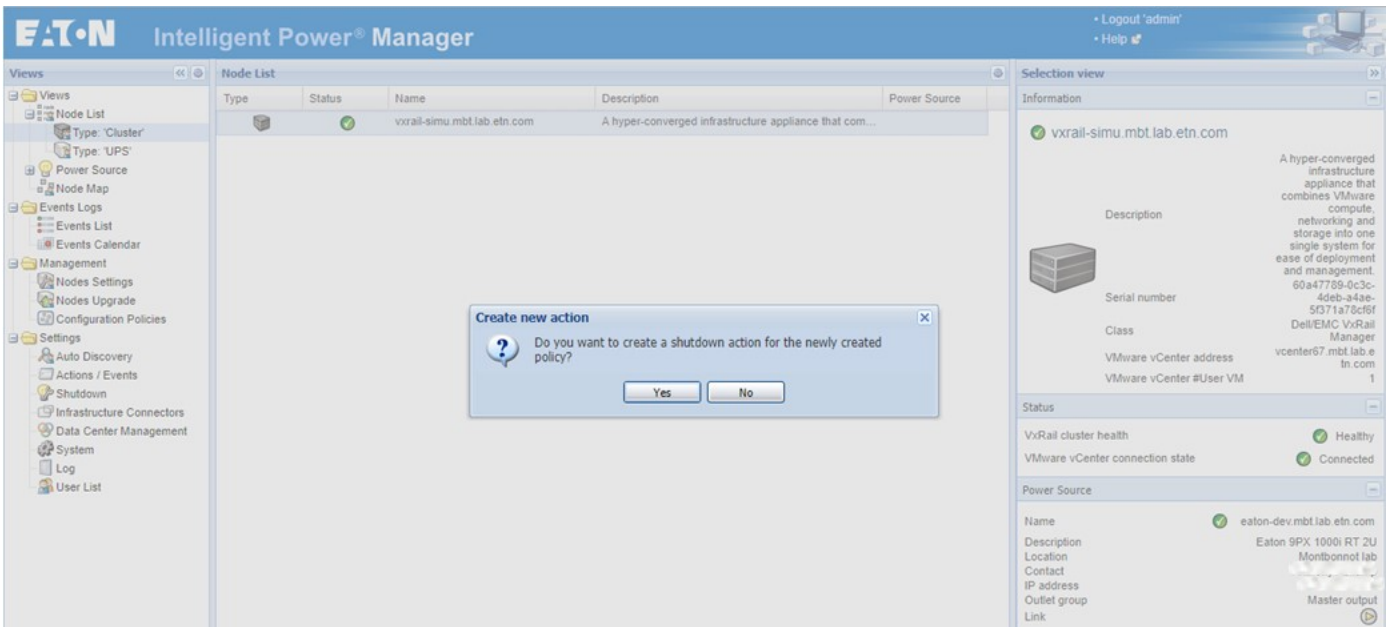 EATON Intelligent Power® Manager
• Logout 'admin'
• Help
Views
Views
Node List
Type: 'Cluster'
Type: 'UPS'
Power Source
Node Map
Events Logs
Events List
Events Calendar
Management
Nodes Settings
Nodes Upgrade
Configuration Policies
Settings
Auto Discovery
Actions / Events
Shutdown
Infrastructure Connectors
Data Center Management
System
Log
User List
Node List
Type Status Name Description Power Source
vxrail-simu.mbt.lab.etn.com A hyper-converged infrastructure appliance that com...
Create new action
Do you want to create a shutdown action for the newly created
policy?
Yes No
Selection view
Information
vxrail-simu.mbt.lab.etn.com
Description
A hyper-converged
infrastructure
appliance that
combines VMware
compute,
networking and
storage into one
single system for
ease of deployment
and management.
Serial number
60a47789-0c3c-
4deb-a4ae-
5f371a78cf6f
Class
Dell/EMC VxRail
Manager
VMware vCenter address
vcenter67.mbt.lab.e
tn.com
VMware vCenter #User VM 1
Status
VxRail cluster health Healthy
VMware vCenter connection state Connected
Power Source
Name eaton-dev.mbt.lab.etn.com
Description Eaton 9PX 1000i RT 2U
Location Montbonnot lab
Contact
IP address
Outlet group Master output
Link